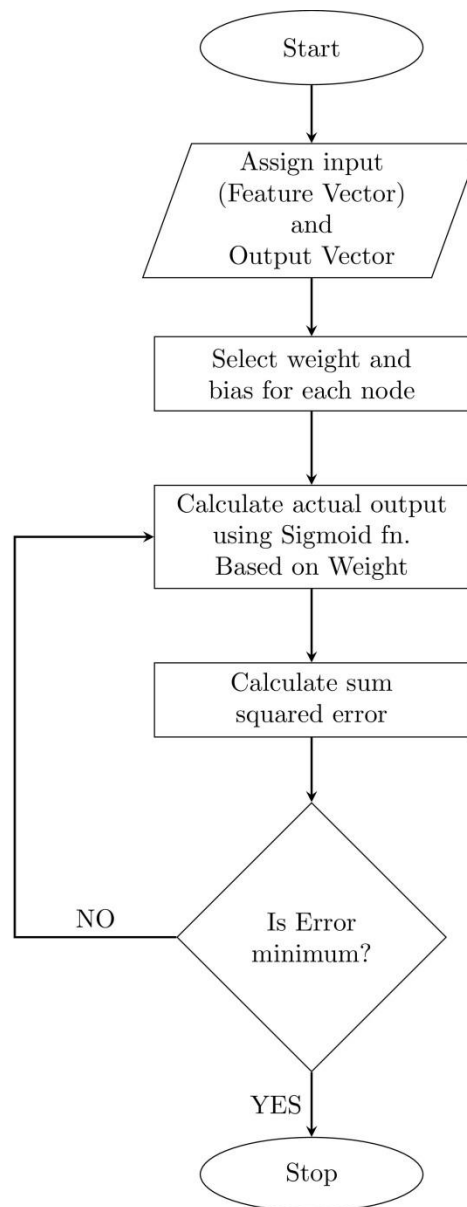 Start
Assign input
(Feature Vector)
and
Output Vector
Select weight and
bias for each node
Calculate actual output
using Sigmoid fn.
Based on Weight
Calculate sum
squared error
NO
Is Error
minimum?
YES
Stop